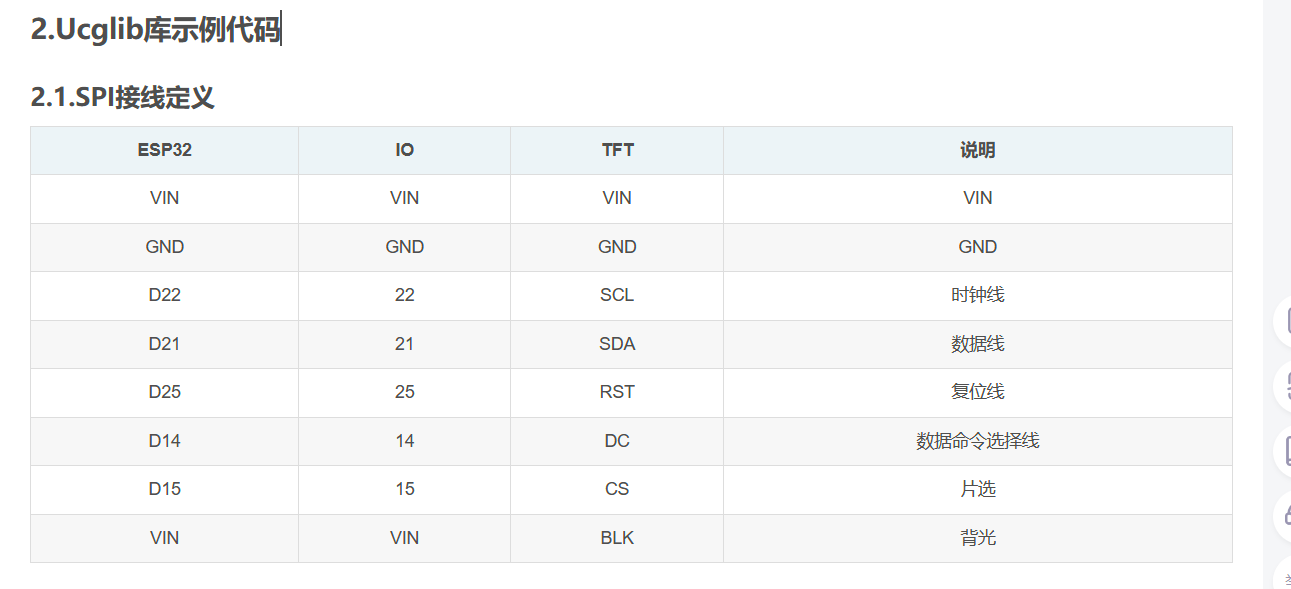 2.Ucglib库示例代码
2.1.SPI接线定义
ESP32 IO TFT 说明
VIN VIN VIN VIN
GND GND GND GND
D22 22 SCL 时钟线
D21 21 SDA 数据线
D25 25 RST 复位线
D14 14 DC 数据命令选择线
D15 15 CS 片选
VIN VIN BLK 背光